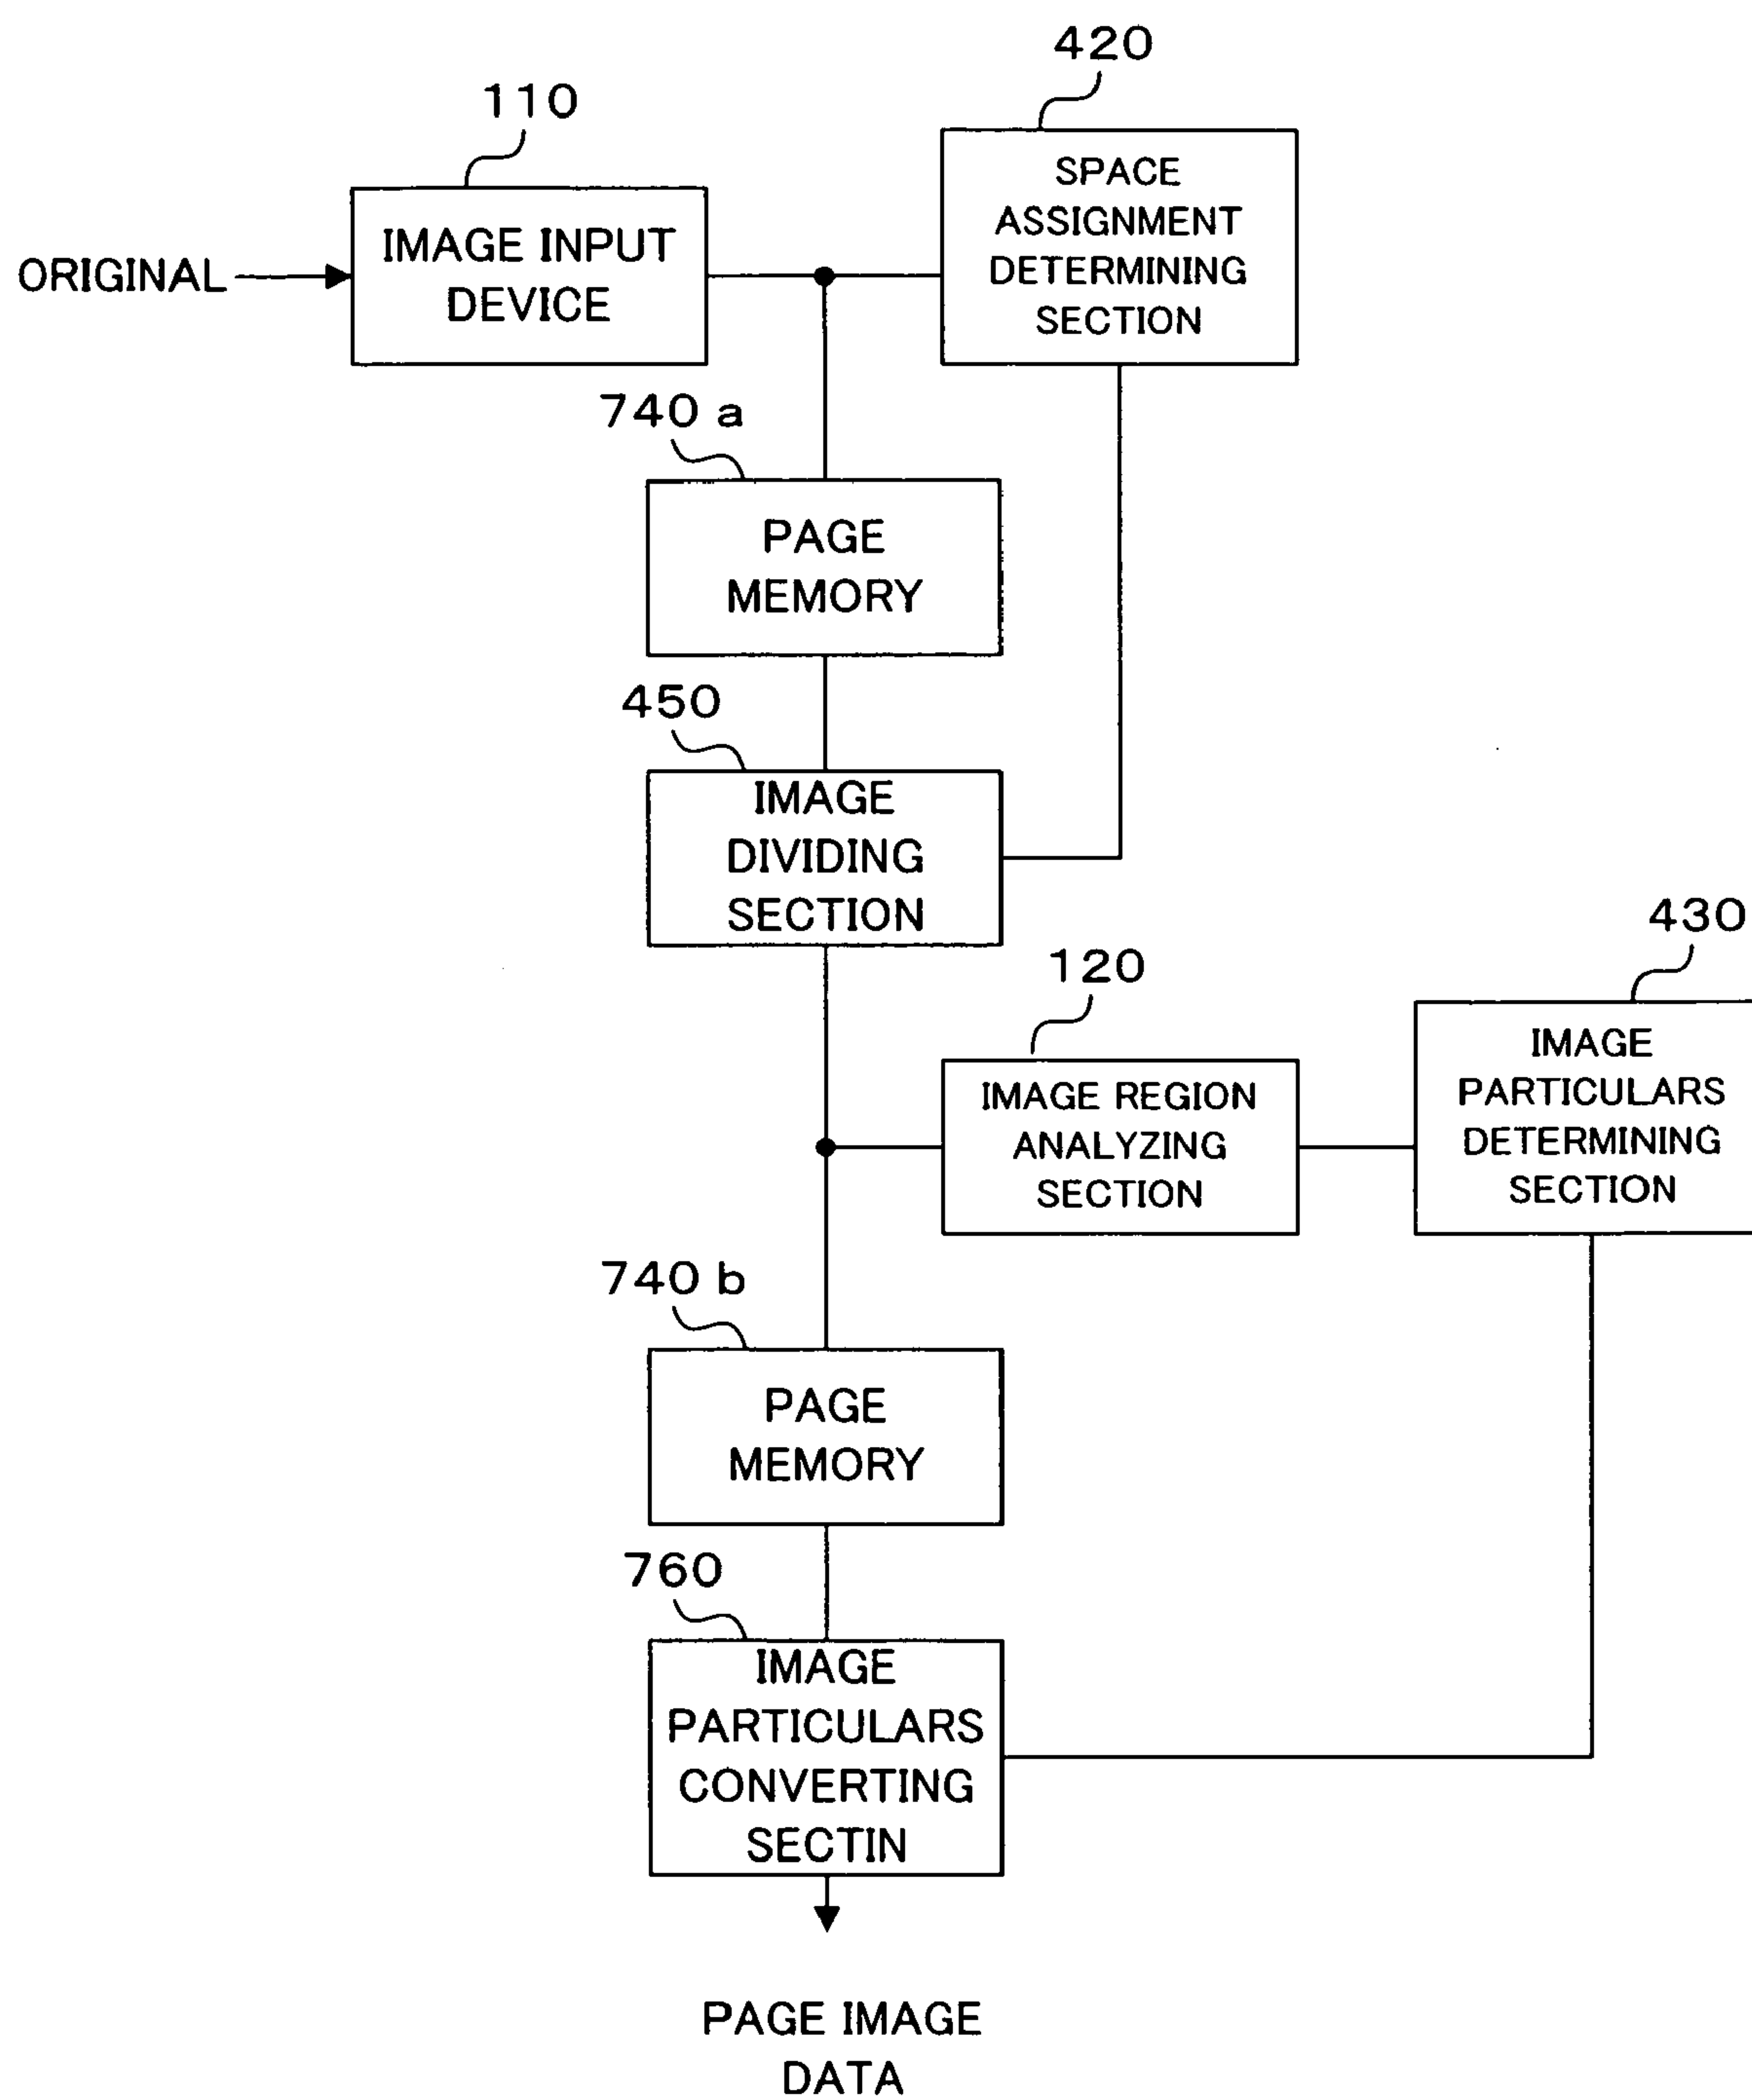 420
110
SPACE
ASSIGNMENT
DETERMINING
SECTION
IMAGE INPUT
DEVICE
ORIGINAL
740 a
PAGE
MEMORY
450
IMAGE
DIVIDING
SECTION
430
120
IMAGE
PARTICULARS
DETERMINING
SECTION
IMAGE REGION
ANALYZING
SECTION
740 b
PAGE
MEMORY
760
IMAGE
PARTICULARS
CONVERTING
SECTIN
PAGE IMAGE
DATA